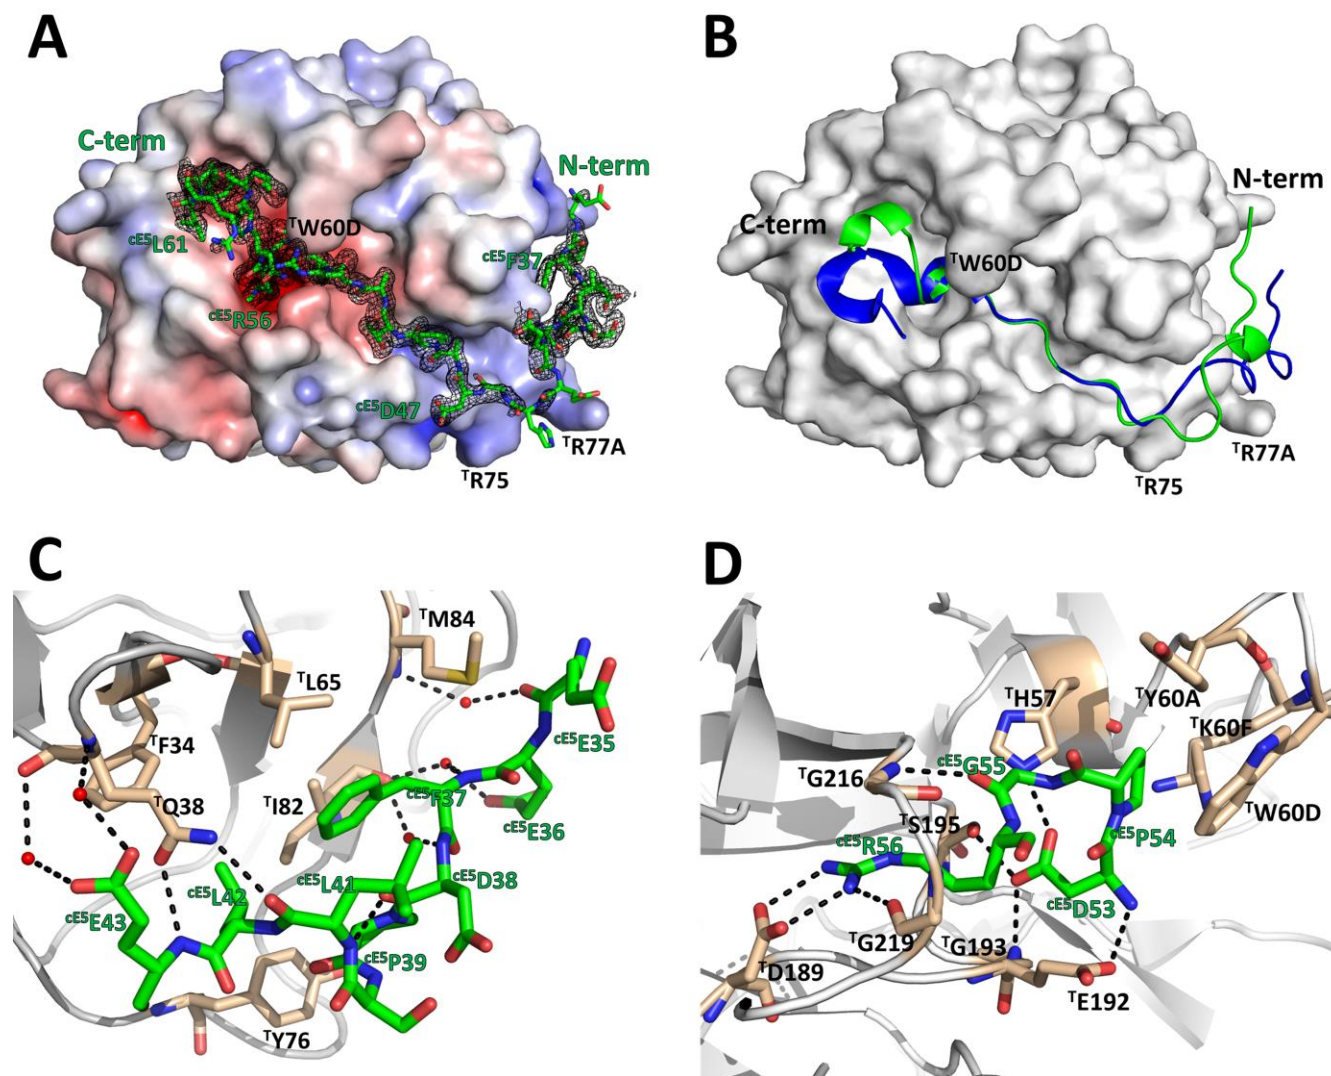 A
C-term
N-term
ᵀW60D
cE5L61
cE5F37
cE5R56
cE5D47
ᵀR77A
ᵀR75
B
N-term
C-term
ᵀW60D
ᵀR77A
ᵀR75
C
ᵀM84
ᵀL65
cE5E35
ᵀF34
ᵀQ38
ᵀI82
cE5F37
cE5E36
cE5L41
cE5D38
cE5L42
cE5E43
cE5P39
ᵀY76
D
ᵀH57
ᵀY60A
ᵀK60F
cE5G55
ᵀG216
ᵀW60D
ᵀS195
cE5P54
cE5R56
cE5D53
ᵀG219
ᵀG193
ᵀD189
ᵀE192